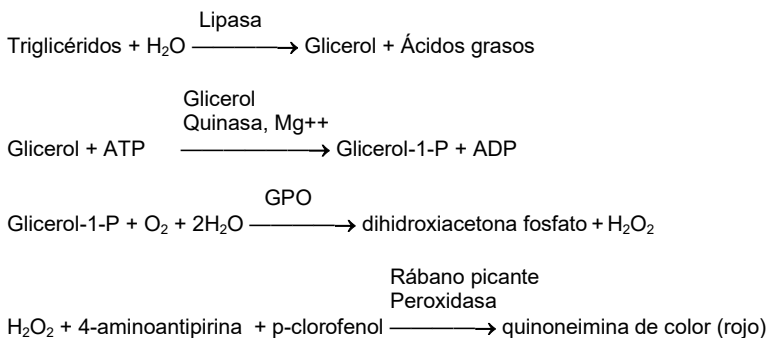 Lipasa
Triglicéridos + H₂O ————→ Glicerol + Ácidos grasos
Glicerol
Quinasa, Mg++
Glicerol + ATP ——————→ Glicerol-1-P + ADP
GPO
Glicerol-1-P + O₂ + 2H₂O ————→ dihidroxiacetona fosfato + H₂O₂
Rábano picante
Peroxidasa
H₂O₂ + 4-aminoantipirina + p-clorofenol ————→ quinoneimina de color (rojo)